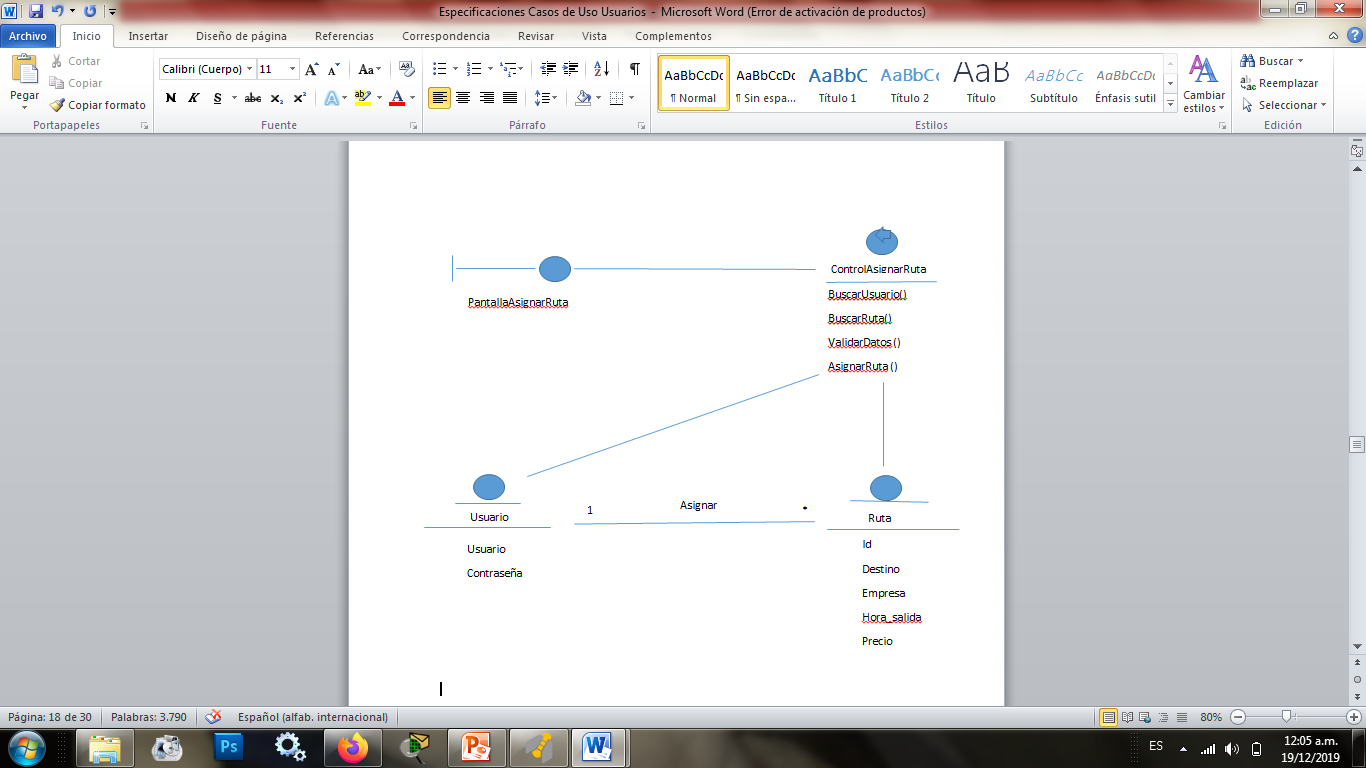 Especificaciones Casos de Uso Usuarios - Microsoft Word (Error de activación de productos)
Archivo Inicio Insertar Diseño de página Referencias Correspondencia Revisar Vista Complementos
Pegar
Cortar
Copiar
Copiar formato
Portapapeles
Calibri (Cuerpo) 11
N K S abc x₂ x²
Fuente
Párrafo
AaBbCcDc
¶ Normal
AaBbCcDc
¶ Sin espa...
AaBbC
Título 1
AaBbCc
Título 2
AaB
Título
AaBbCc
Subtítulo
AaBbCcDc
Énfasis sutil
Cambiar
estilos
Estilos
Buscar
Reemplazar
Seleccionar
Edición
PantallaAsignarRuta
ControlAsignarRuta
BuscarUsuario()
BuscarRuta()
ValidarDatos()
AsignarRuta()
Usuario
Usuario
Contraseña
1 Asignar *
Ruta
Id
Destino
Empresa
Hora_salida
Precio
Página: 18 de 30 Palabras: 3.790 Español (alfab. internacional) 80%
Ps
ES
12:05 a.m.
19/12/2019